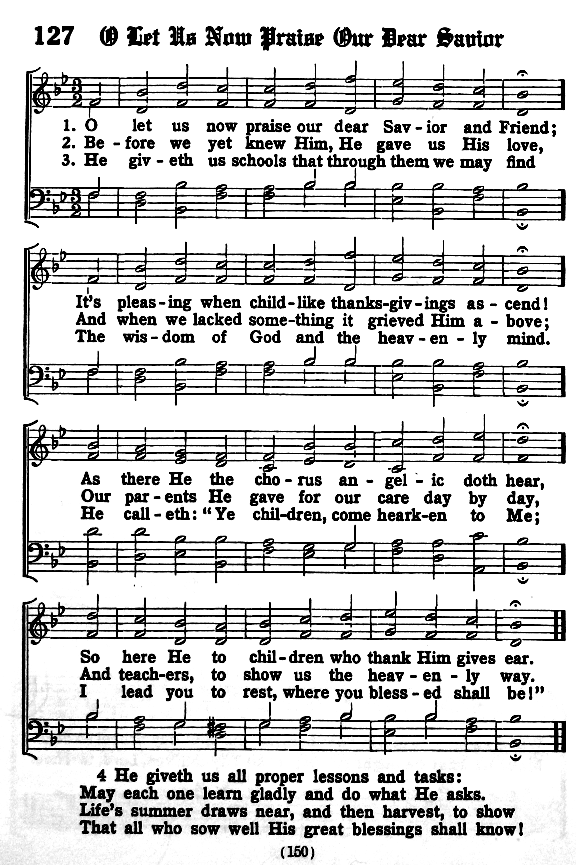 127 O Let Us Now Praise Our Dear Savior
1. O let us now praise our dear Sav - ior and Friend;
2. Be - fore we yet knew Him, He gave us His love,
3. He giv - eth us schools that through them we may find
It's pleas - ing when child - like thanks - giv - ings as - cend!
And when we lacked some - thing it grieved Him a - bove;
The wis - dom of God and the heav - en - ly mind.
As there He the cho - rus an - gel - ic doth hear,
Our par - ents He gave for our care day by day,
He call - eth: "Ye chil - dren, come heark - en to Me;
So here He to chil - dren who thank Him gives ear.
And teach - ers, to show us the heav - en - ly way.
I lead you to rest, where you bless - ed shall be!"
4 He giveth us all proper lessons and tasks:
May each one learn gladly and do what He asks.
Life's summer draws near, and then harvest, to show
That all who sow well His great blessings shall know!
(150)